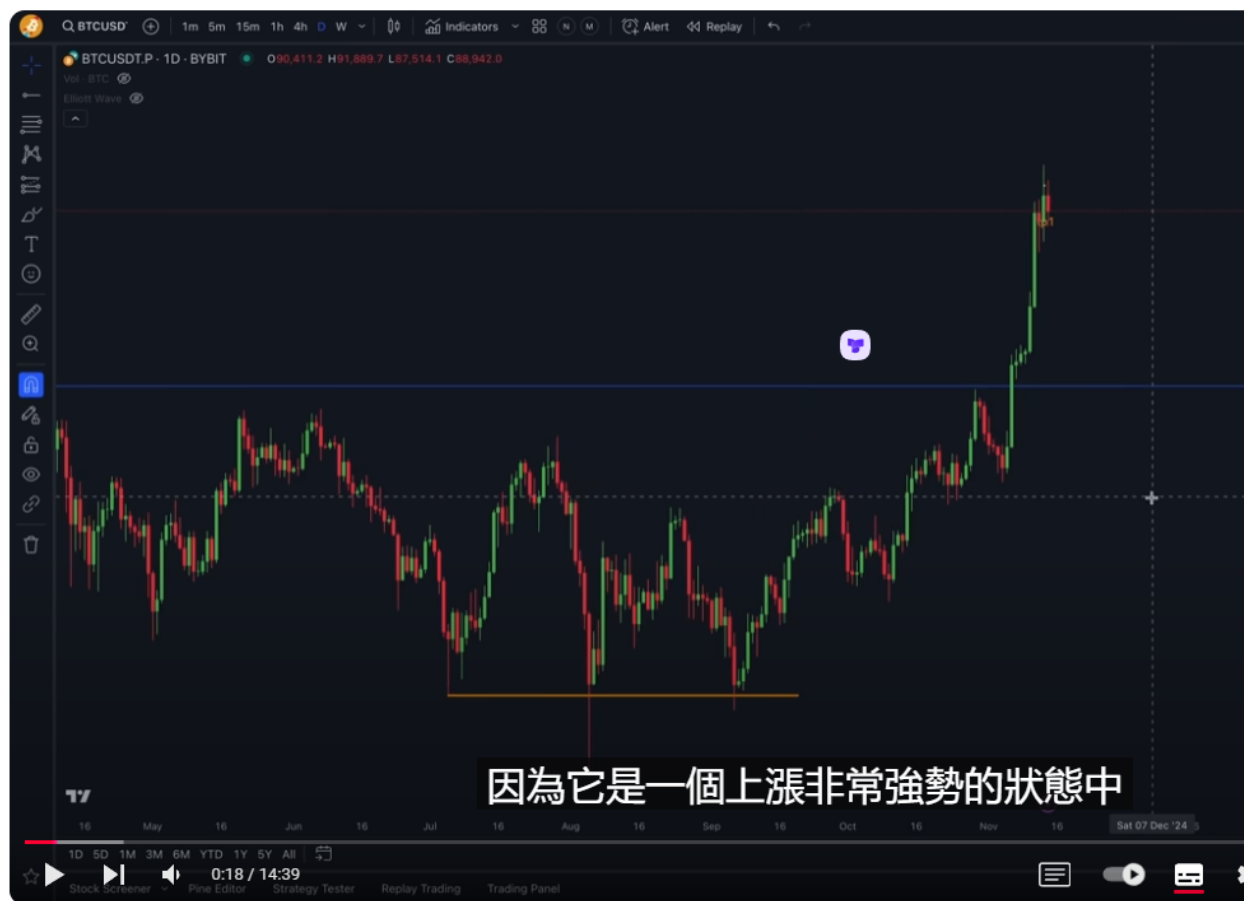 BTCUSD 1m 5m 15m 1h 4h D W Indicators N M Alert Replay
BTCUSDT.P · 1D · BYBIT O90,411.2 H91,889.7 L87,514.1 C88,942.0
Vol · BTC
Elliott Wave
因為它是一個上漲非常強勢的狀態中
16 May 16 Jun 16 Jul 16 Aug 16 Sep 16 Oct 16 Nov 16 Sat 07 Dec '24
1D 5D 1M 3M 6M YTD 1Y 5Y All
0:18 / 14:39
Stock Screener Pine Editor Strategy Tester Replay Trading Trading Panel